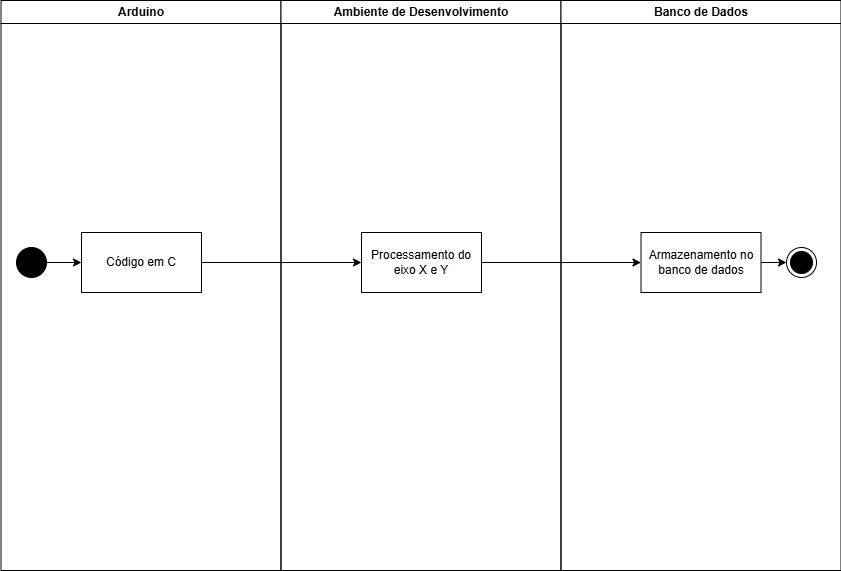 Arduino
Ambiente de Desenvolvimento
Banco de Dados
Código em C
Processamento do
eixo X e Y
Armazenamento no
banco de dados